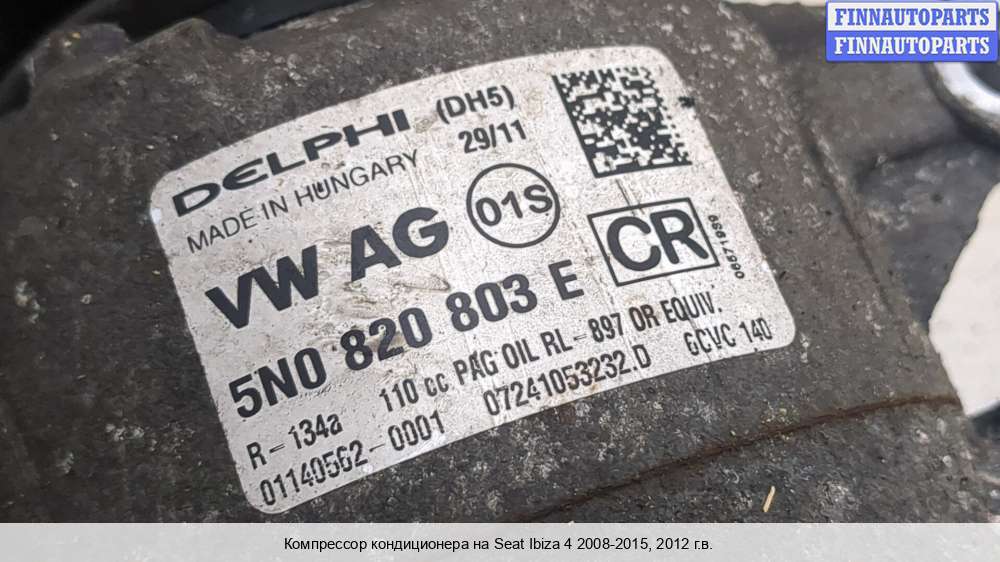 FINNAUTOPARTS
FINNAUTOPARTS
DELPHI (DH5)
MADE IN HUNGARY 29/11
VW AG 01S CR
5N0 820 803 E
06571999
R-134a 110 cc PAG OIL RL-897 OR EQUIV.
01140562-0001 07241053232.D 6CVC 140
Компрессор кондиционера на Seat Ibiza 4 2008-2015, 2012 г.в.